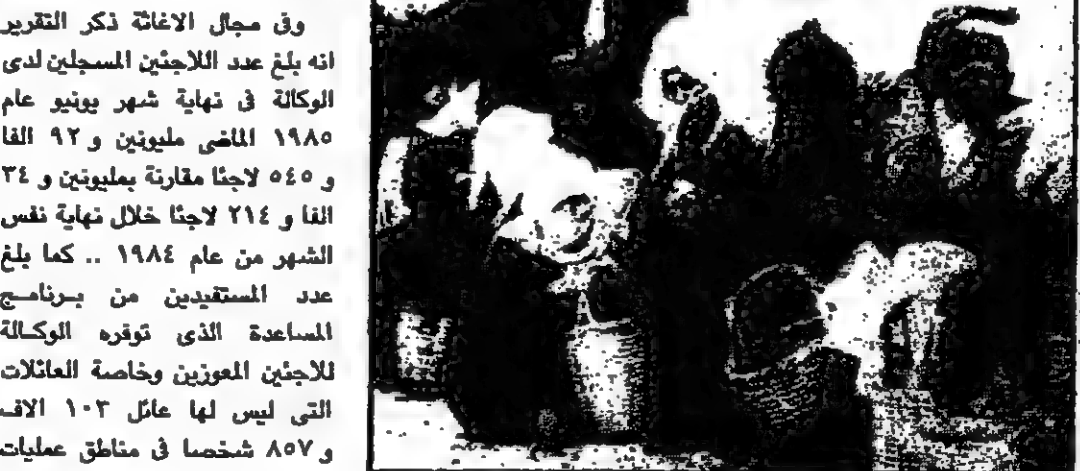 وفى مجال الاغاثة ذكر التقرير
انه بلغ عدد اللاجئين المسجلين لدى
الوكالة فى نهاية شهر يونيو عام
١٩٨٥ الماضى مليونين و ٩٢ الفا
و ٥٤٥ لاجئا مقارنة بمليونين و ٣٤
الفا و ٢١٤ لاجئا خلال نهاية نفس
الشهر من عام ١٩٨٤ .. كما بلغ
عدد المستفيدين من برنامج
المساعدة الذى توفره الوكالة
للاجئين المعوزين وخاصة العائلات
التى ليس لها عائل ١٠٣ الاف
و ٨٥٧ شخصا فى مناطق عمليات